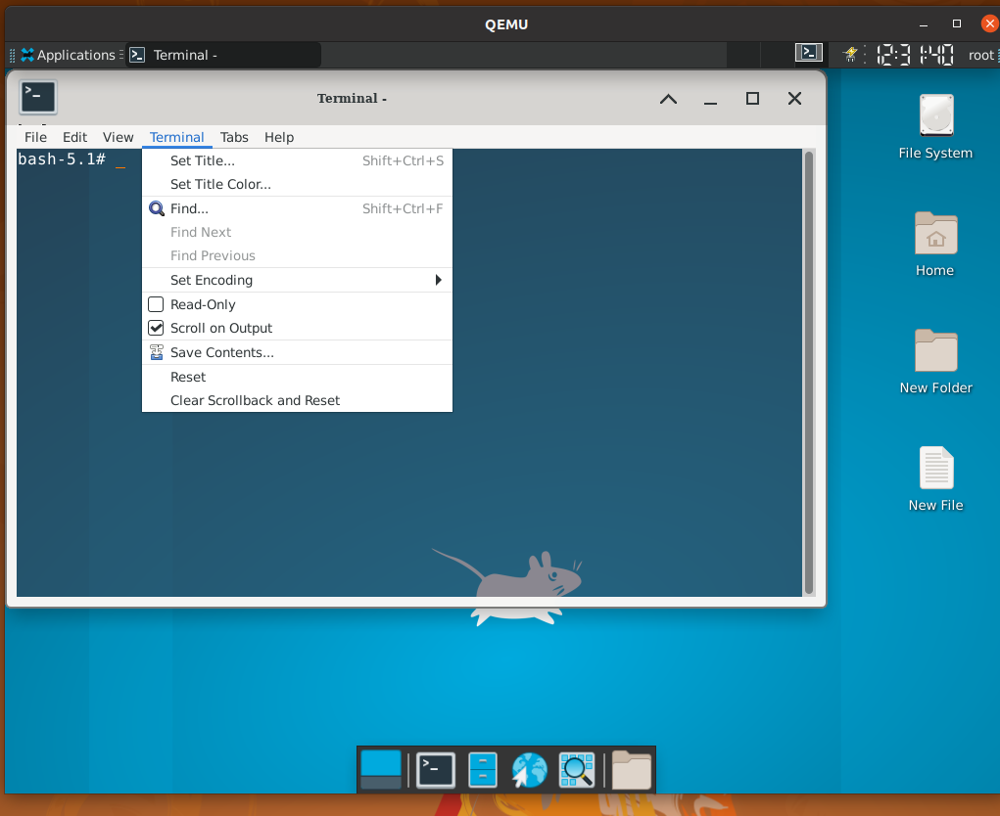 QEMU
Applications
Terminal -
12:31:40
root
Terminal -
File Edit View Terminal Tabs Help
bash-5.1# _
Set Title... Shift+Ctrl+S
Set Title Color...
Find... Shift+Ctrl+F
Find Next
Find Previous
Set Encoding
Read-Only
Scroll on Output
Save Contents...
Reset
Clear Scrollback and Reset
File System
Home
New Folder
New File